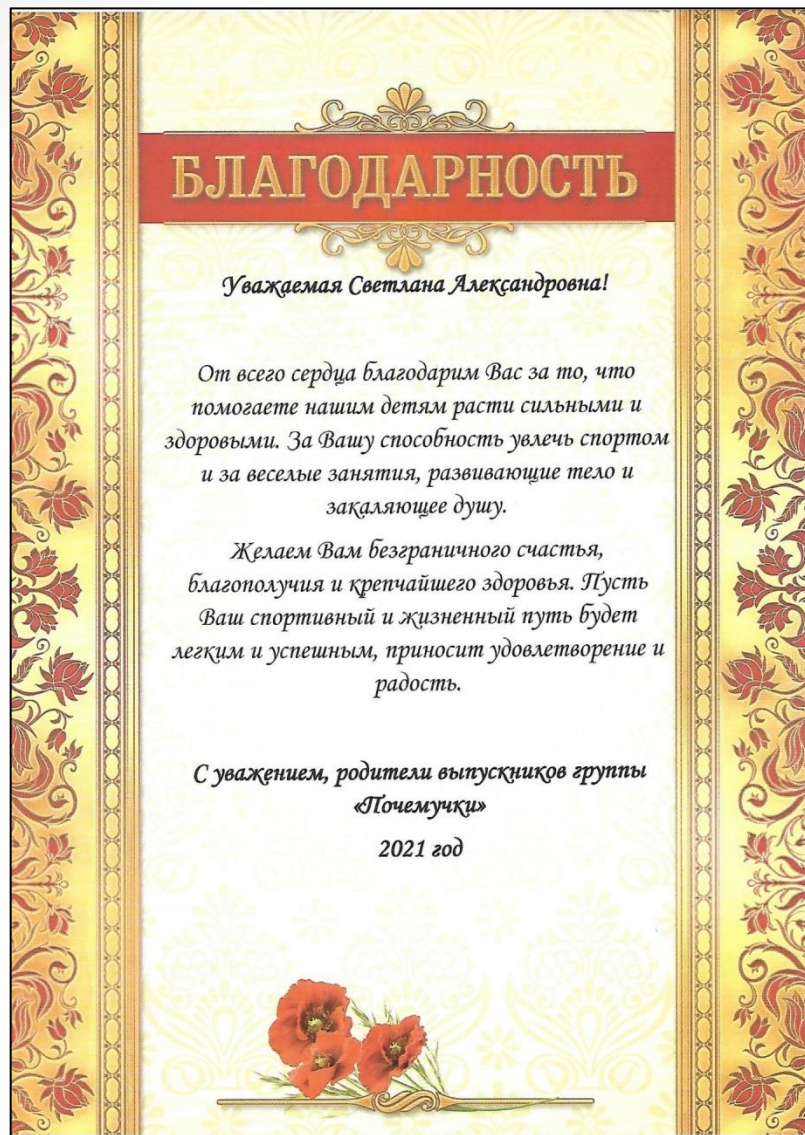 БЛАГОДАРНОСТЬ
Уважаемая Светлана Александровна!
От всего сердца благодарим Вас за то, что
помогаете нашим детям расти сильными и
здоровыми. За Вашу способность увлечь спортом
и за веселые занятия, развивающие тело и
закаляющее душу.
Желаем Вам безграничного счастья,
благополучия и крепчайшего здоровья. Пусть
Ваш спортивный и жизненный путь будет
легким и успешным, приносит удовлетворение и
радость.
С уважением, родители выпускников группы
«Почемучки»
2021 год